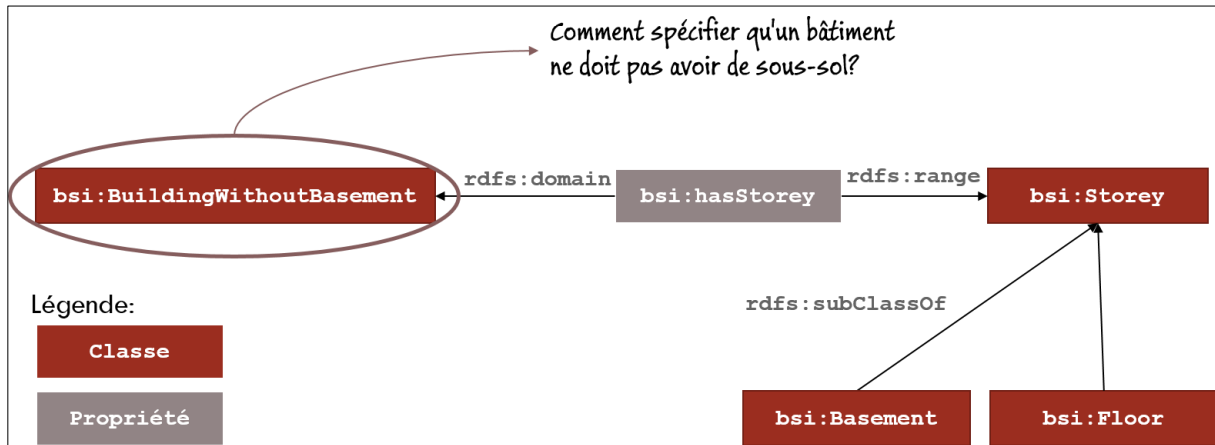 Comment spécifier qu'un bâtiment
ne doit pas avoir de sous-sol?
bsi:BuildingWithoutBasement
rdfs:domain
bsi:hasStorey
rdfs:range
bsi:Storey
Légende:
rdfs:subClassOf
Classe
Propriété
bsi:Basement
bsi:Floor